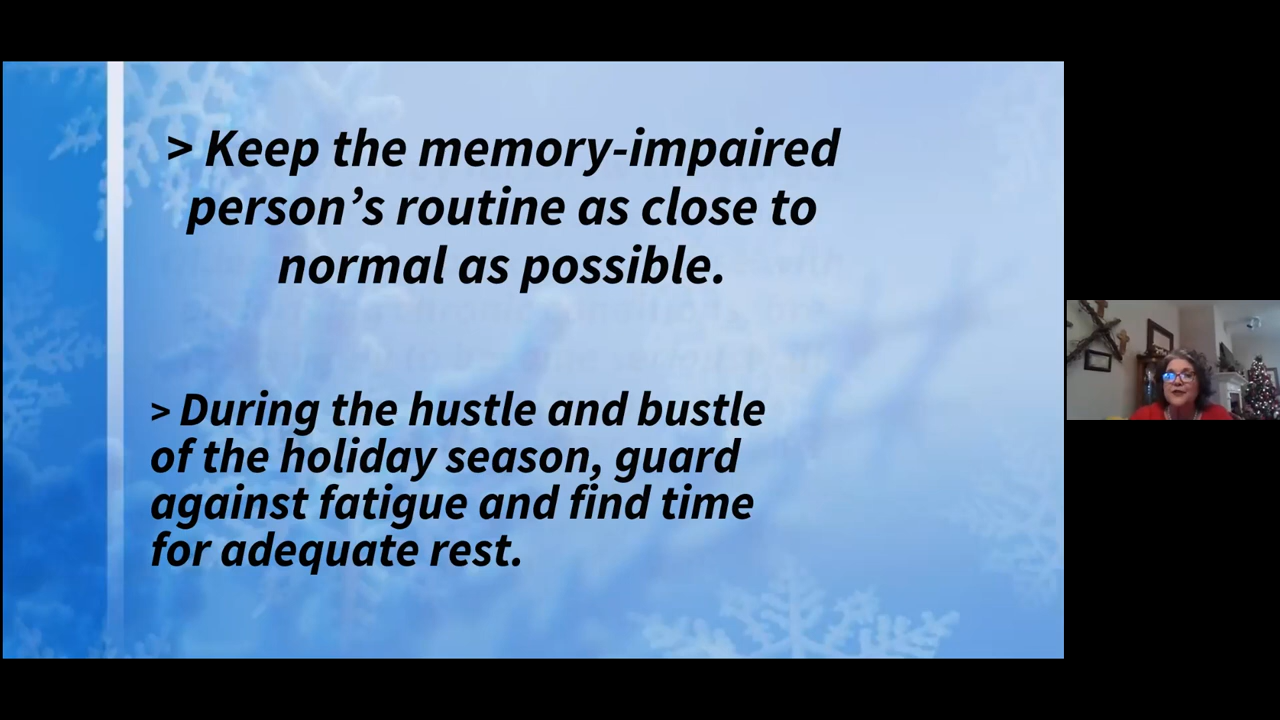 > Keep the memory-impaired
person’s routine as close to
normal as possible.
> During the hustle and bustle
of the holiday season, guard
against fatigue and find time
for adequate rest.